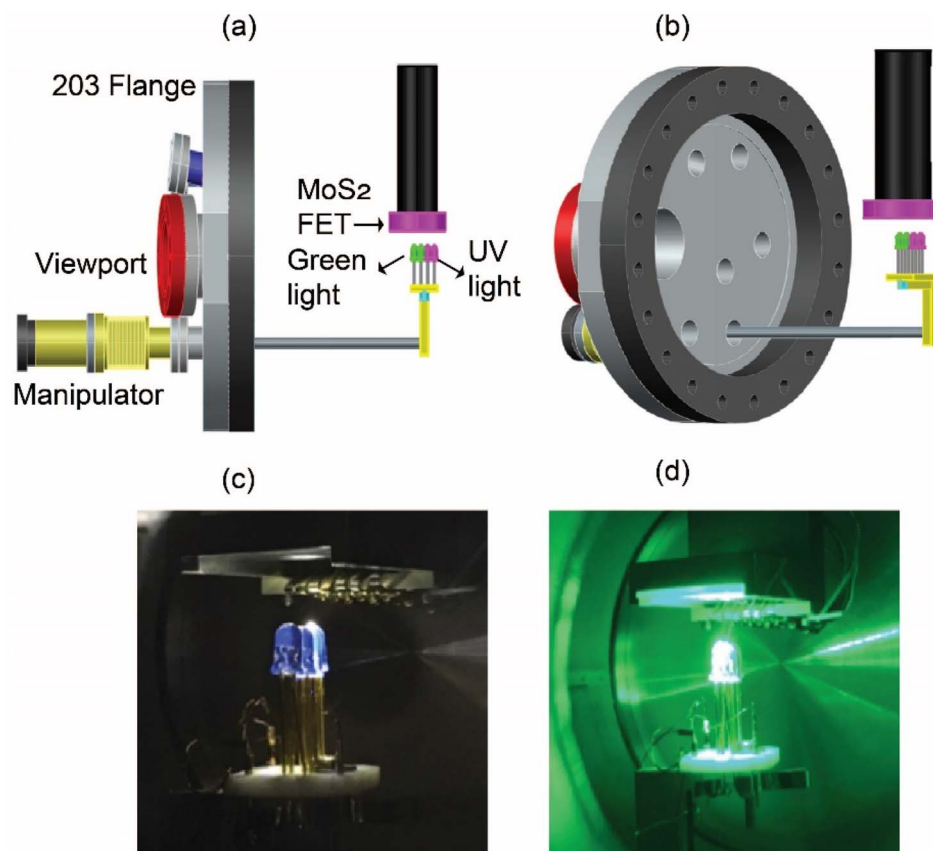 (a)
(b)
203 Flange
MoS2
FET
Viewport
Green
light
UV
light
Manipulator
(c)
(d)